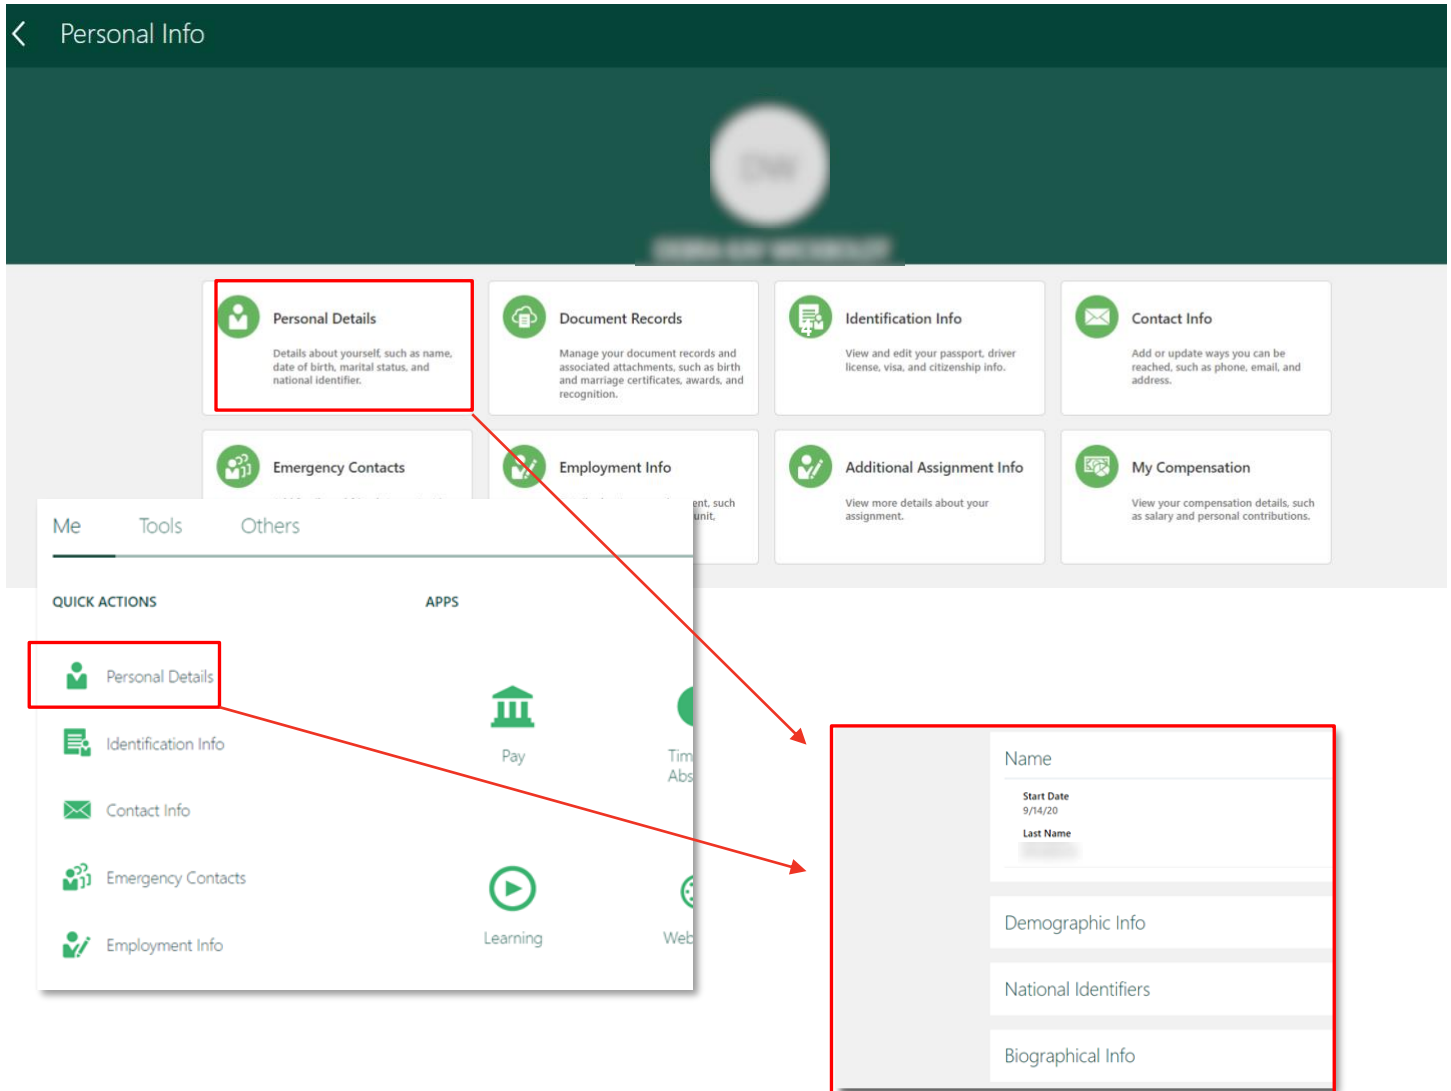 Personal Info
Personal Details
Details about yourself, such as name,
date of birth, marital status, and
national identifier.
Document Records
Manage your document records and
associated attachments, such as birth
and marriage certificates, awards, and
recognition.
Identification Info
View and edit your passport, driver
license, visa, and citizenship info.
4
Contact Info
Add or update ways you can be
reached, such as phone, email, and
address.
Emergency Contacts
Employment Info
ent, such
unit,
Additional Assignment Info
View more details about your
assignment.
My Compensation
View your compensation details, such
as salary and personal contributions.
Me
Tools
Others
QUICK ACTIONS
APPS
Personal Details
Identification Info
Contact Info
Emergency Contacts
Employment Info
Pay
Tim
Abs
Learning
Web
Name
Start Date
9/14/20
Last Name
Demographic Info
National Identifiers
Biographical Info